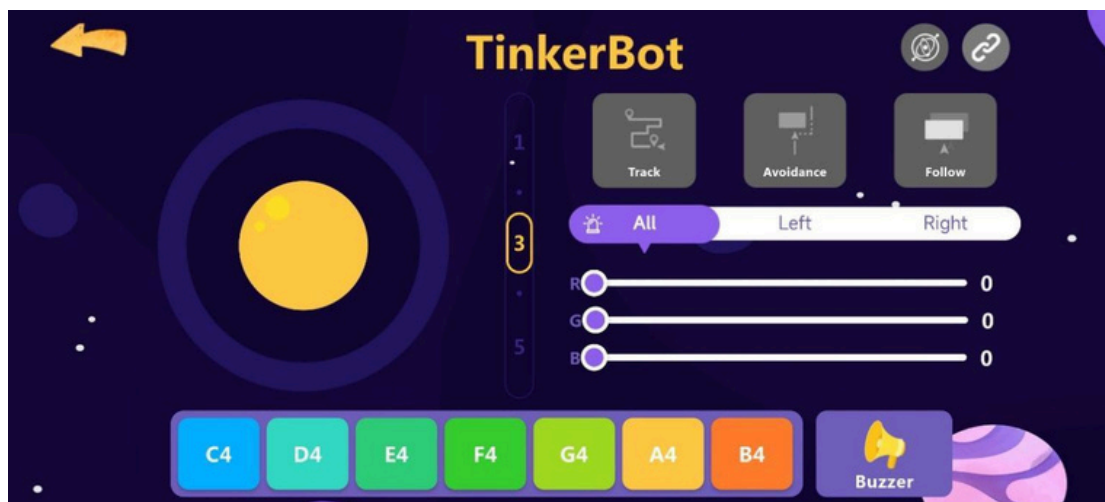 TinkerBot
1
3
5
Track
Avoidance
Follow
All
Left
Right
R 0
G 0
B 0
C4
D4
E4
F4
G4
A4
B4
Buzzer